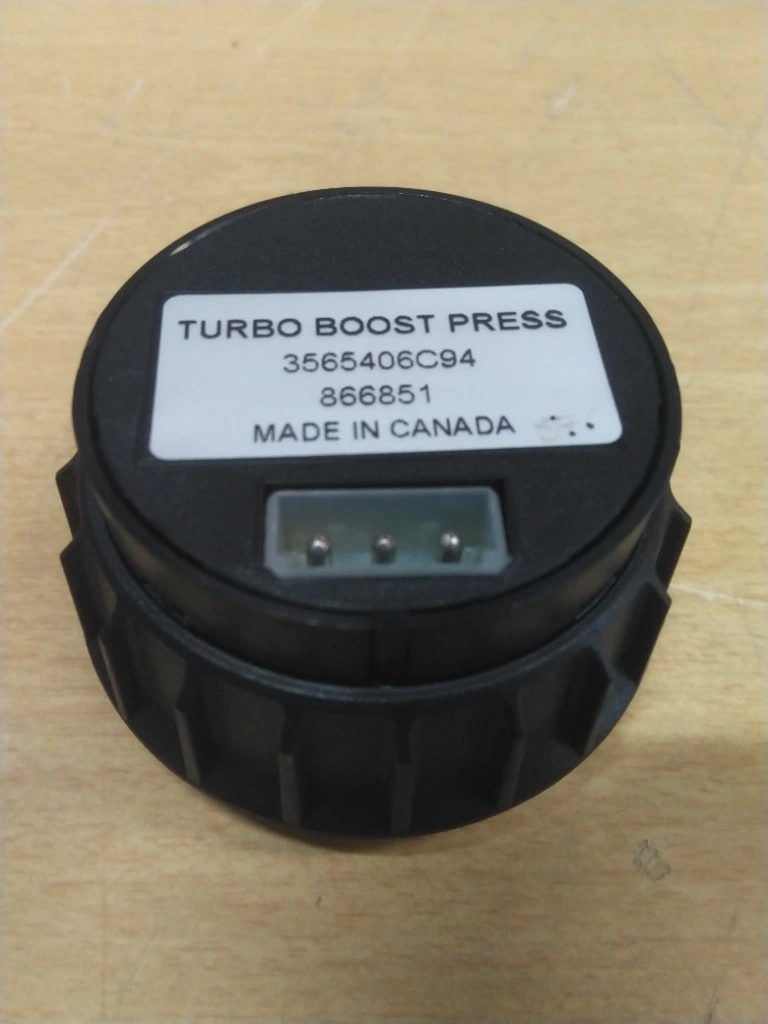 TURBO BOOST PRESS
3565406C94
866851
MADE IN CANADA